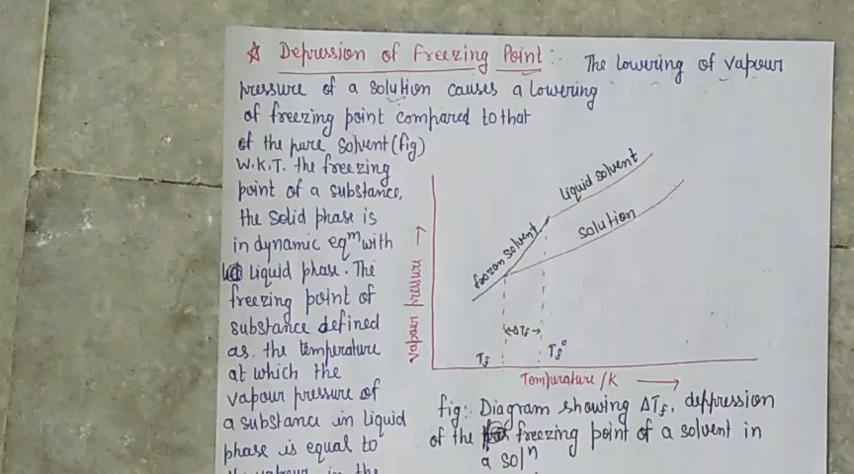 ☆ Depression of Freezing Point:- The lowering of vapour
pressure of a solution causes a lowering
of freezing point compared to that
of the pure solvent (fig)
W.K.T. the freezing
point of a substance,
the solid phase is
in dynamic eqᵐ with
liquid phase. The
freezing point of
substance defined
as the temperature
at which the
vapour pressure of
a substance in liquid
phase is equal to
in the
Liquid solvent
frozen solvent
solution
vapour pressure →
←ΔTf→
Tf
Tf°
Temperature/K →
fig:- Diagram showing ΔTf, deppression
of the freezing point of a solvent in
a solⁿ